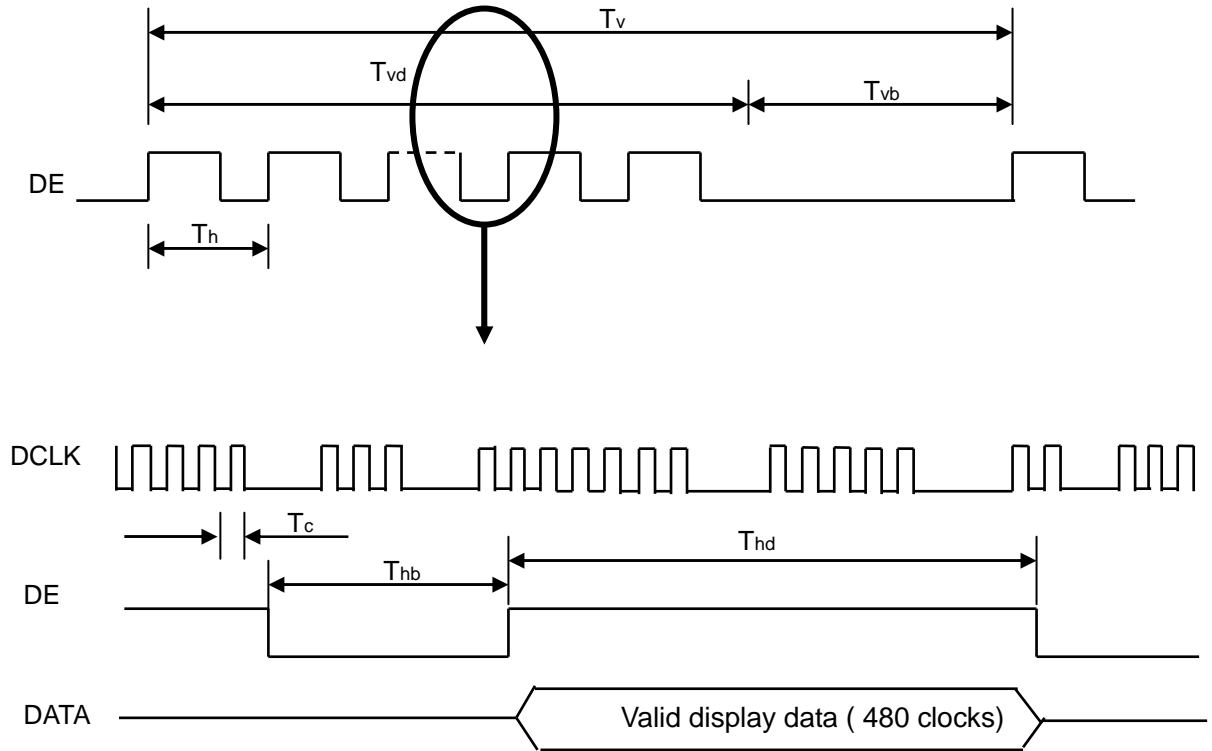 Tv
Tvd
Tvb
DE
Th
DCLK
Tc
Thd
Thb
DE
DATA
Valid display data ( 480 clocks)